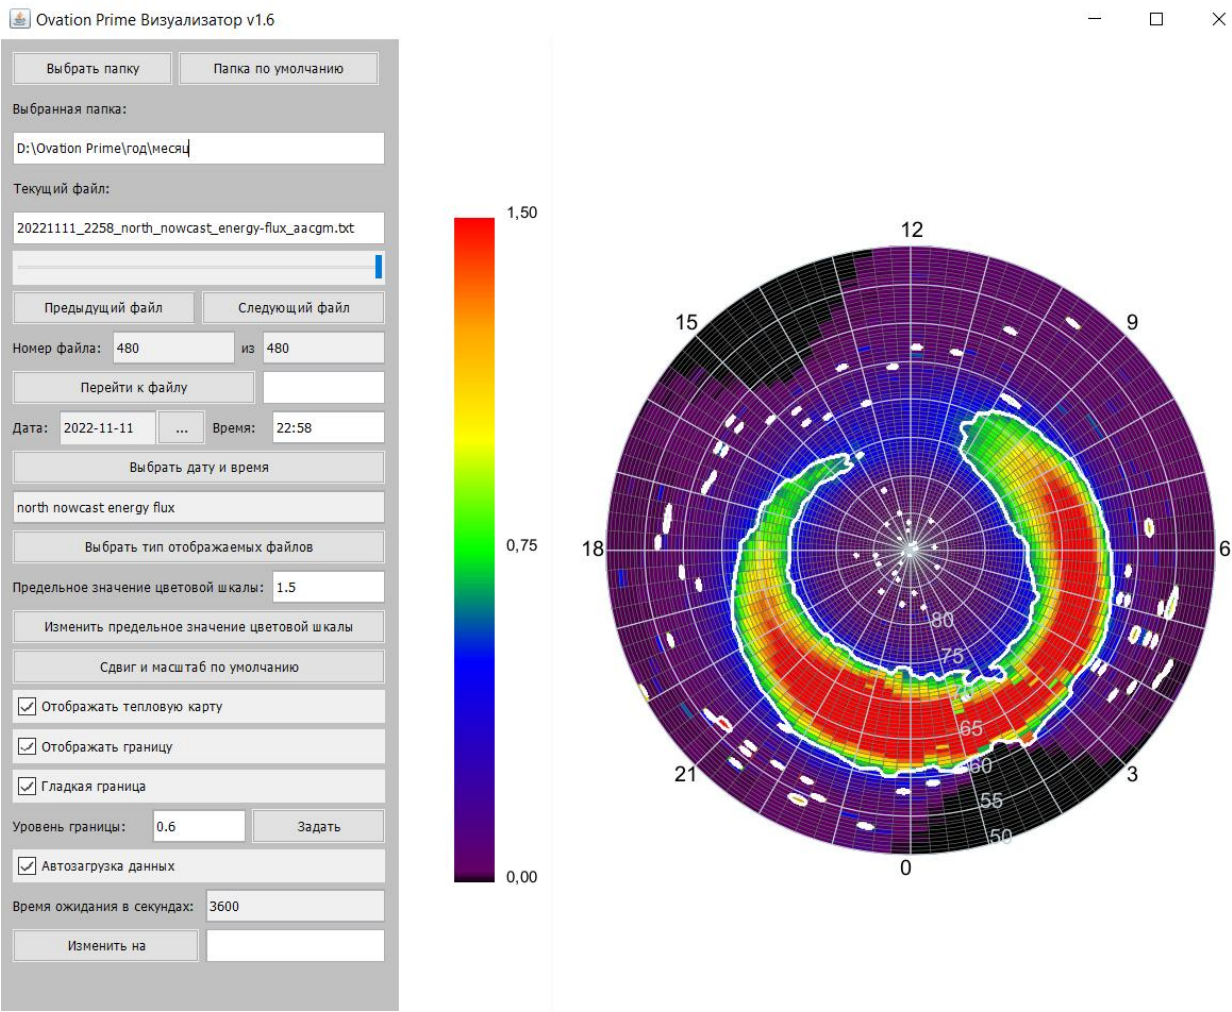 Ovation Prime Визуализатор v1.6
Выбрать папку Папка по умолчанию
Выбранная папка:
D:\Ovation Prime\год\месяц
Текущий файл:
20221111_2258_north_nowcast_energy-flux_aacgm.txt
Предыдущий файл Следующий файл
Номер файла: 480 из 480
Перейти к файлу
Дата: 2022-11-11 ... Время: 22:58
Выбрать дату и время
north nowcast energy flux
Выбрать тип отображаемых файлов
Предельное значение цветовой шкалы: 1.5
Изменить предельное значение цветовой шкалы
Сдвиг и масштаб по умолчанию
Отображать тепловую карту
Отображать границу
Гладкая граница
Уровень границы: 0.6 Задать
Автозагрузка данных
Время ожидания в секундах: 3600
Изменить на
1,50
0,75
0,00
12
15
9
18
6
80
75
65
60
21
3
55
50
0